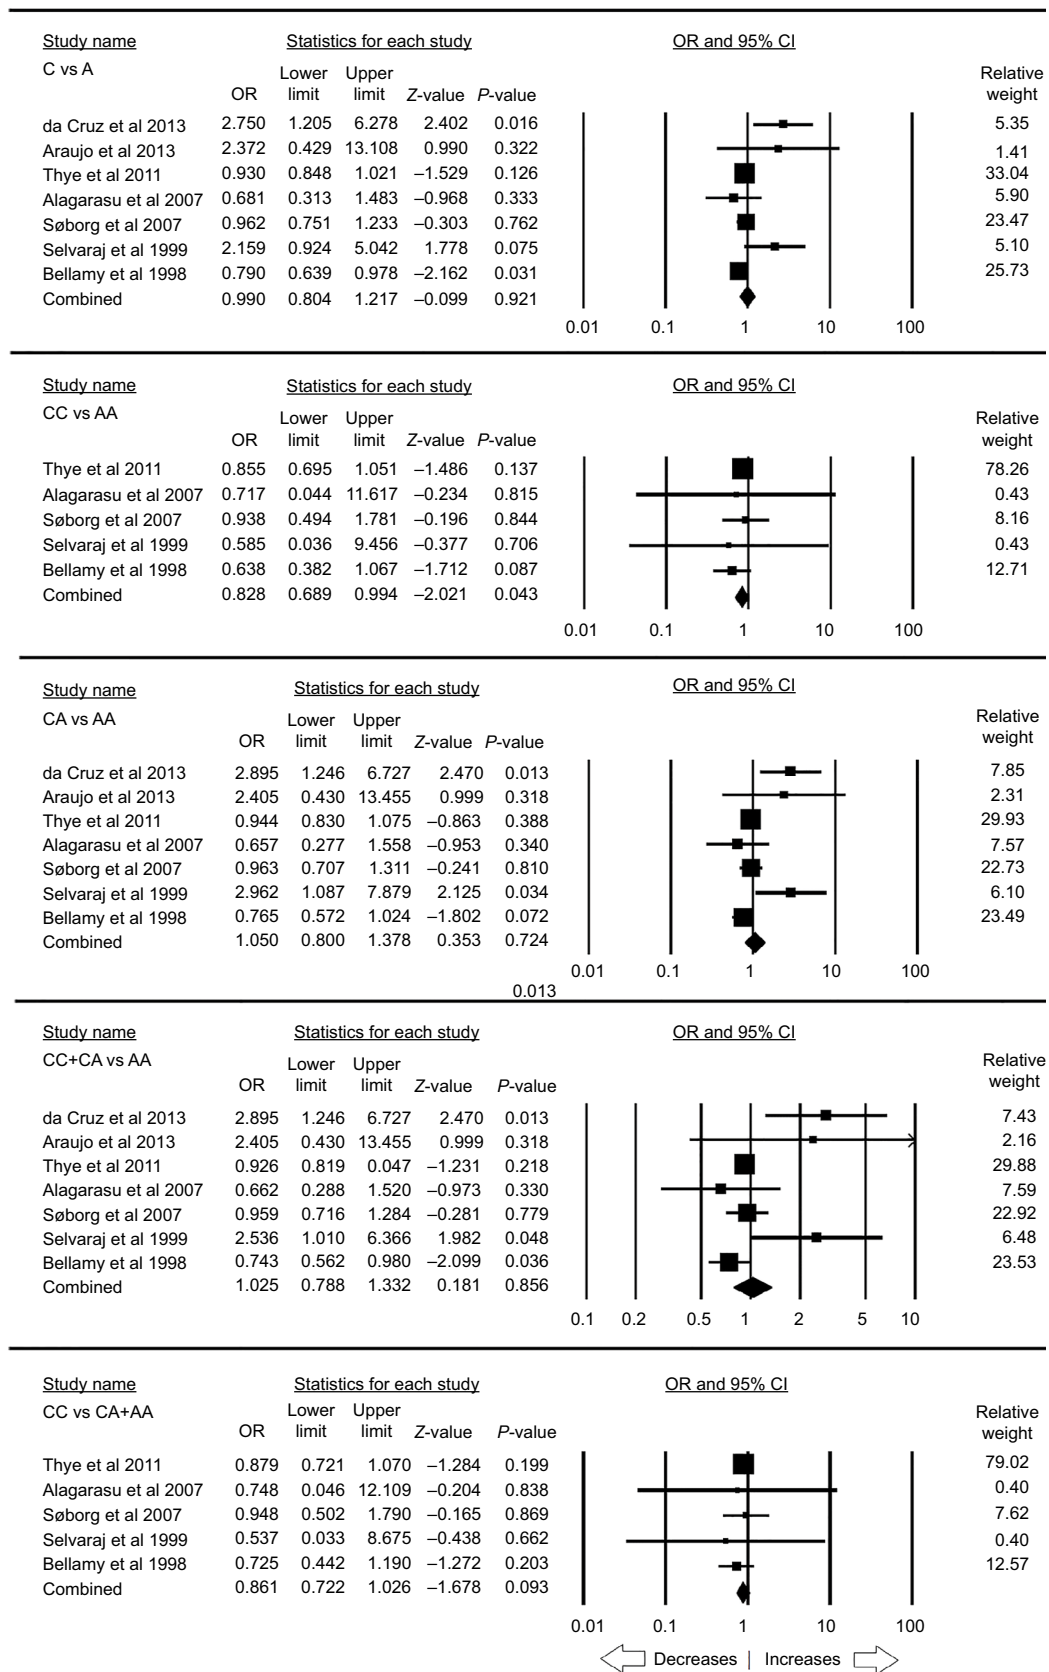 Study name Statistics for each study OR and 95% CI
C vs A
Lower Upper Relative
OR limit limit Z-value P-value weight
da Cruz et al 2013 2.750 1.205 6.278 2.402 0.016 5.35
Araujo et al 2013 2.372 0.429 13.108 0.990 0.322 1.41
Thye et al 2011 0.930 0.848 1.021 –1.529 0.126 33.04
Alagarasu et al 2007 0.681 0.313 1.483 –0.968 0.333 5.90
Søborg et al 2007 0.962 0.751 1.233 –0.303 0.762 23.47
Selvaraj et al 1999 2.159 0.924 5.042 1.778 0.075 5.10
Bellamy et al 1998 0.790 0.639 0.978 –2.162 0.031 25.73
Combined 0.990 0.804 1.217 –0.099 0.921
0.01 0.1 1 10 100
Study name Statistics for each study OR and 95% CI
CC vs AA
Lower Upper Relative
OR limit limit Z-value P-value weight
Thye et al 2011 0.855 0.695 1.051 –1.486 0.137 78.26
Alagarasu et al 2007 0.717 0.044 11.617 –0.234 0.815 0.43
Søborg et al 2007 0.938 0.494 1.781 –0.196 0.844 8.16
Selvaraj et al 1999 0.585 0.036 9.456 –0.377 0.706 0.43
Bellamy et al 1998 0.638 0.382 1.067 –1.712 0.087 12.71
Combined 0.828 0.689 0.994 –2.021 0.043
0.01 0.1 1 10 100
Study name Statistics for each study OR and 95% CI
CA vs AA
Lower Upper Relative
OR limit limit Z-value P-value weight
da Cruz et al 2013 2.895 1.246 6.727 2.470 0.013 7.85
Araujo et al 2013 2.405 0.430 13.455 0.999 0.318 2.31
Thye et al 2011 0.944 0.830 1.075 –0.863 0.388 29.93
Alagarasu et al 2007 0.657 0.277 1.558 –0.953 0.340 7.57
Søborg et al 2007 0.963 0.707 1.311 –0.241 0.810 22.73
Selvaraj et al 1999 2.962 1.087 7.879 2.125 0.034 6.10
Bellamy et al 1998 0.765 0.572 1.024 –1.802 0.072 23.49
Combined 1.050 0.800 1.378 0.353 0.724
0.01 0.1 1 10 100
0.013
Study name Statistics for each study OR and 95% CI
CC+CA vs AA
Lower Upper Relative
OR limit limit Z-value P-value weight
da Cruz et al 2013 2.895 1.246 6.727 2.470 0.013 7.43
Araujo et al 2013 2.405 0.430 13.455 0.999 0.318 2.16
Thye et al 2011 0.926 0.819 0.047 –1.231 0.218 29.88
Alagarasu et al 2007 0.662 0.288 1.520 –0.973 0.330 7.59
Søborg et al 2007 0.959 0.716 1.284 –0.281 0.779 22.92
Selvaraj et al 1999 2.536 1.010 6.366 1.982 0.048 6.48
Bellamy et al 1998 0.743 0.562 0.980 –2.099 0.036 23.53
Combined 1.025 0.788 1.332 0.181 0.856
0.1 0.2 0.5 1 2 5 10
Study name Statistics for each study OR and 95% CI
CC vs CA+AA
Lower Upper Relative
OR limit limit Z-value P-value weight
Thye et al 2011 0.879 0.721 1.070 –1.284 0.199 79.02
Alagarasu et al 2007 0.748 0.046 12.109 –0.204 0.838 0.40
Søborg et al 2007 0.948 0.502 1.790 –0.165 0.869 7.62
Selvaraj et al 1999 0.537 0.033 8.675 –0.438 0.662 0.40
Bellamy et al 1998 0.725 0.442 1.190 –1.272 0.203 12.57
Combined 0.861 0.722 1.026 –1.678 0.093
0.01 0.1 1 10 100
Decreases Increases